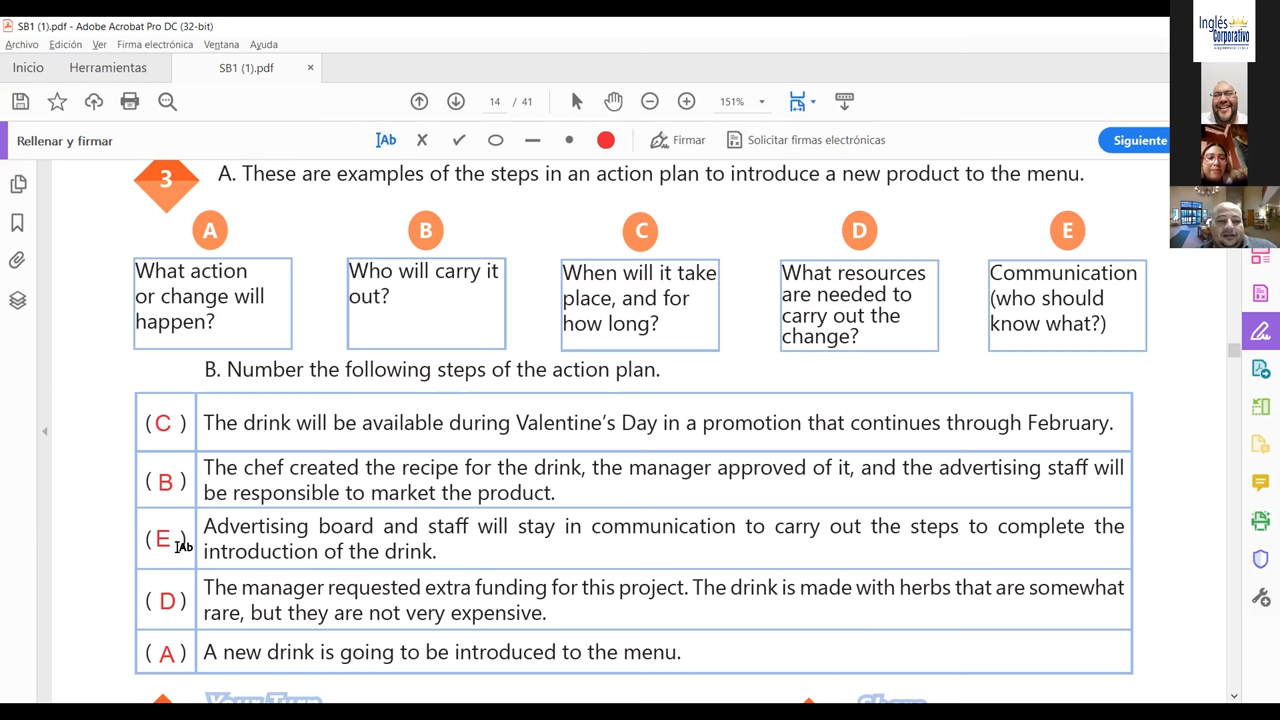 SB1 (1).pdf - Adobe Acrobat Pro DC (32-bit)
Archivo Edición Ver Firma electrónica Ventana Ayuda
Inicio Herramientas SB1 (1).pdf ×
14 / 41 151%
Rellenar y firmar Ab Firmar Solicitar firmas electrónicas Siguiente
Inglés
Corporativo
3 A. These are examples of the steps in an action plan to introduce a new product to the menu.
A B C D E
What action
or change will
happen?
Who will carry it
out?
When will it take
place, and for
how long?
What resources
are needed to
carry out the
change?
Communication
(who should
know what?)
B. Number the following steps of the action plan.
( C ) The drink will be available during Valentine's Day in a promotion that continues through February.
( B ) The chef created the recipe for the drink, the manager approved of it, and the advertising staff will
be responsible to market the product.
( E ) Advertising board and staff will stay in communication to carry out the steps to complete the
introduction of the drink.
( D ) The manager requested extra funding for this project. The drink is made with herbs that are somewhat
rare, but they are not very expensive.
( A ) A new drink is going to be introduced to the menu.